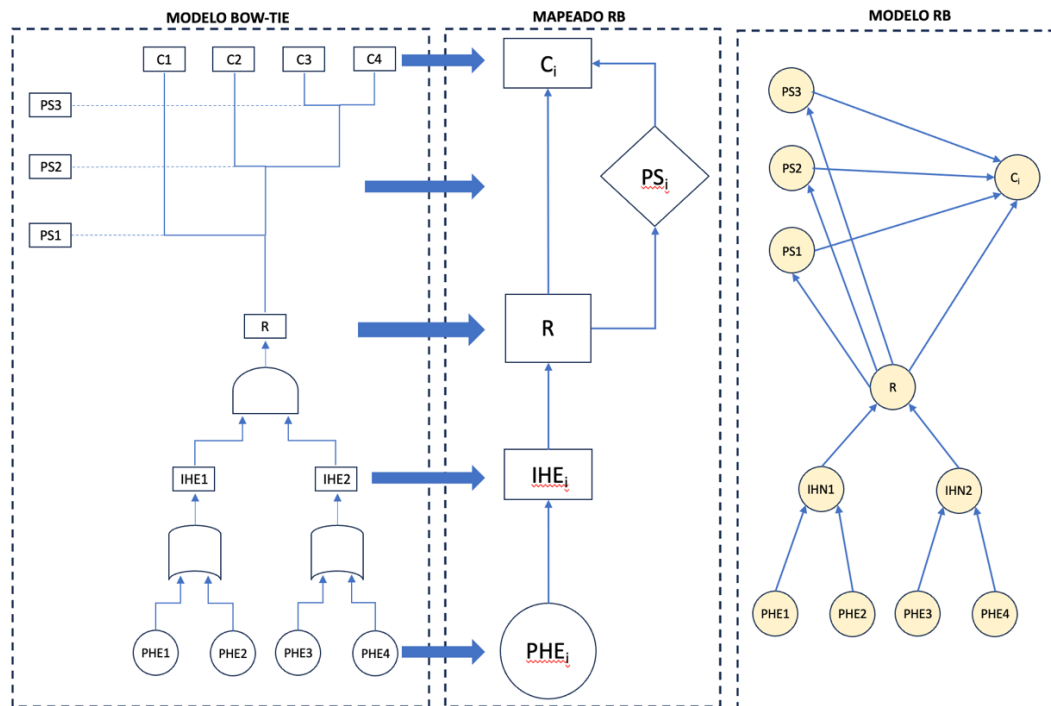 MODELO BOW-TIE
C1
C2
C3
C4
PS3
PS2
PS1
R
IHE1
IHE2
PHE1
PHE2
PHE3
PHE4
MAPEADO RB
Ci
PSi
R
IHEi
PHEi
MODELO RB
PS3
PS2
Ci
PS1
R
IHN1
IHN2
PHE1
PHE2
PHE3
PHE4